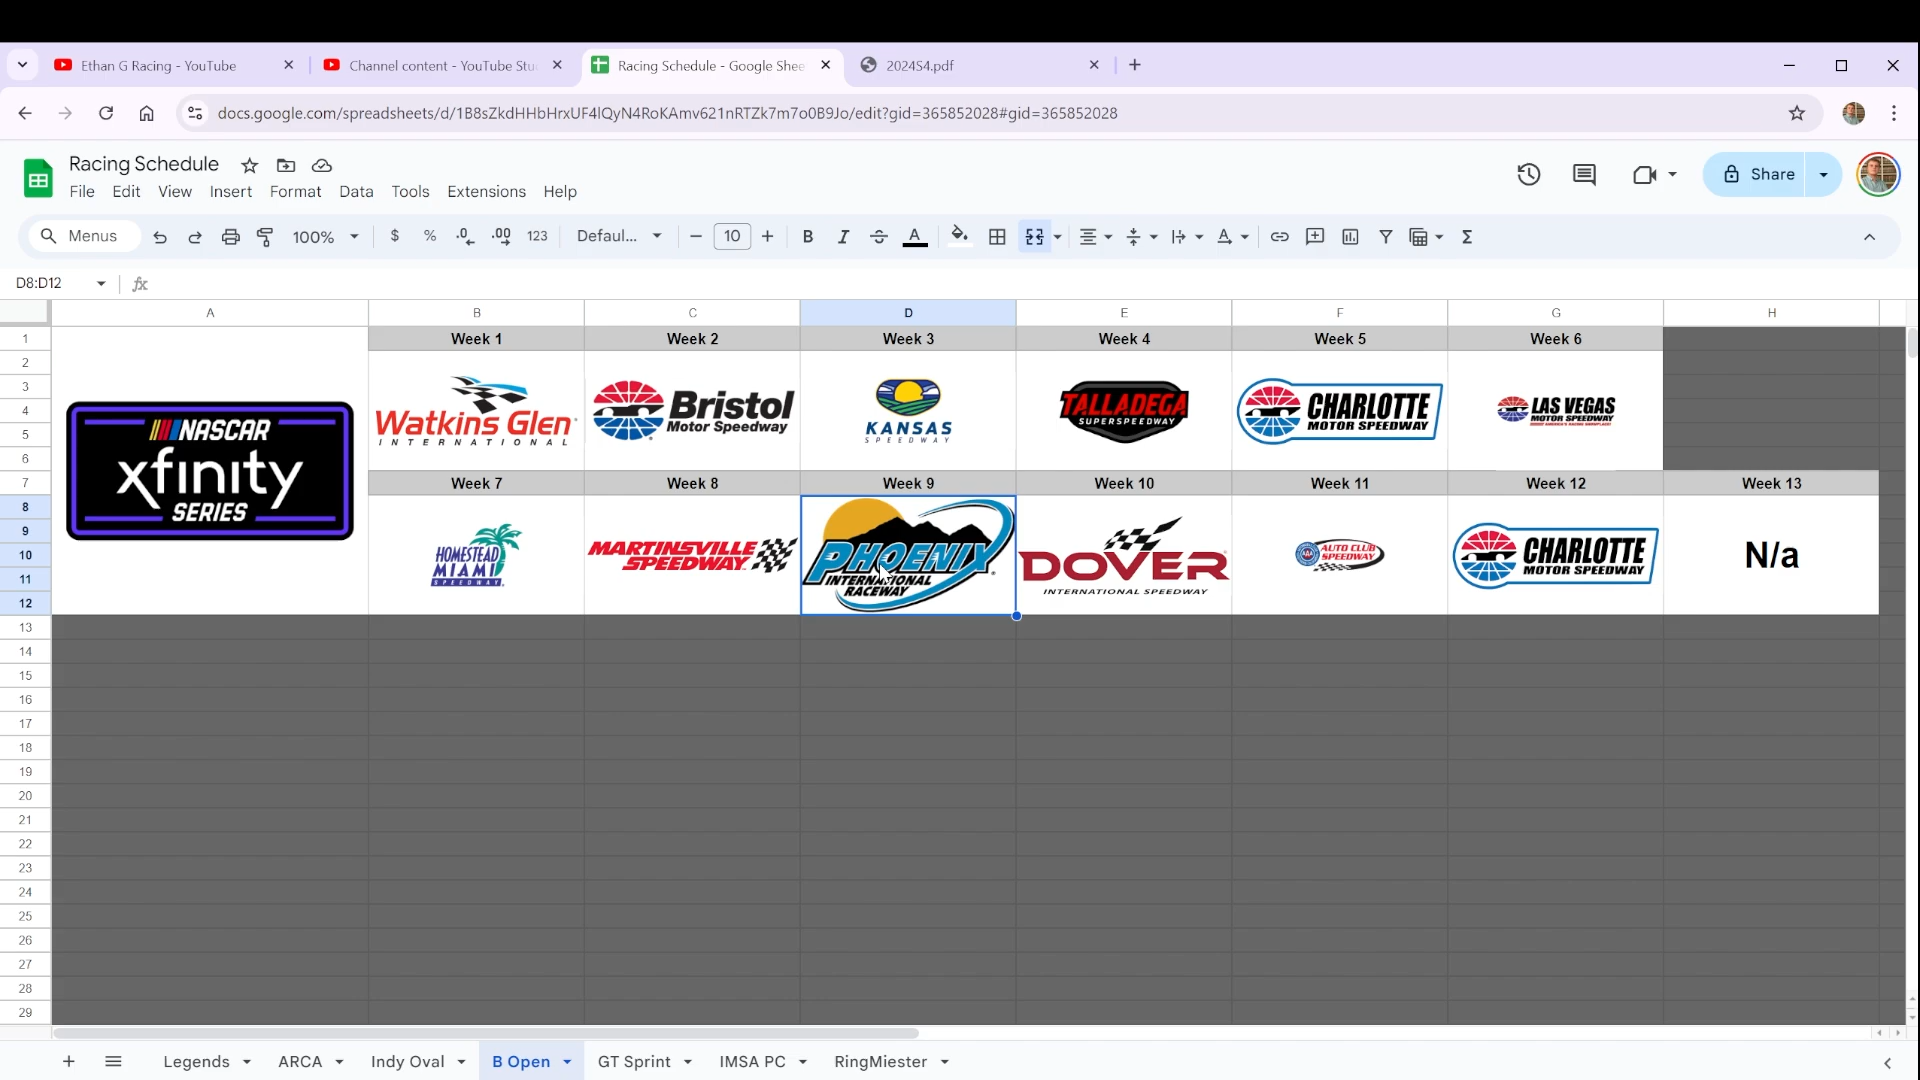 Ethan G Racing - YouTube
Channel content - YouTube Stu
Racing Schedule - Google Shee
2024S4.pdf
docs.google.com/spreadsheets/d/1B8sZkdHHbHrxUF4lQyN4RoKAmv621nRTZk7m7o0B9Jo/edit?gid=365852028#gid=365852028
Racing Schedule
File Edit View Insert Format Data Tools Extensions Help
Share
Menus 100% $ % .0 .00 123 Defaul... 10 B I A
D8:D12 fx
A B C D E F G H
1 Week 1 Week 2 Week 3 Week 4 Week 5 Week 6
2
3
4
5
6
NASCAR
xfinity
SERIES
Watkins Glen
INTERNATIONAL
Bristol
Motor Speedway
KANSAS
SPEEDWAY
TALLADEGA
SUPERSPEEDWAY
CHARLOTTE
MOTOR SPEEDWAY
LAS VEGAS
MOTOR SPEEDWAY
7 Week 7 Week 8 Week 9 Week 10 Week 11 Week 12 Week 13
8
9
10
11
12
HOMESTEAD
MIAMI
SPEEDWAY
MARTINSVILLE
SPEEDWAY
PHOENIX
INTERNATIONAL
RACEWAY
DOVER
INTERNATIONAL SPEEDWAY
AUTO CLUB
SPEEDWAY
CHARLOTTE
MOTOR SPEEDWAY
N/a
13
14
15
16
17
18
19
20
21
22
23
24
25
26
27
28
29
Legends ARCA Indy Oval B Open GT Sprint IMSA PC RingMiester